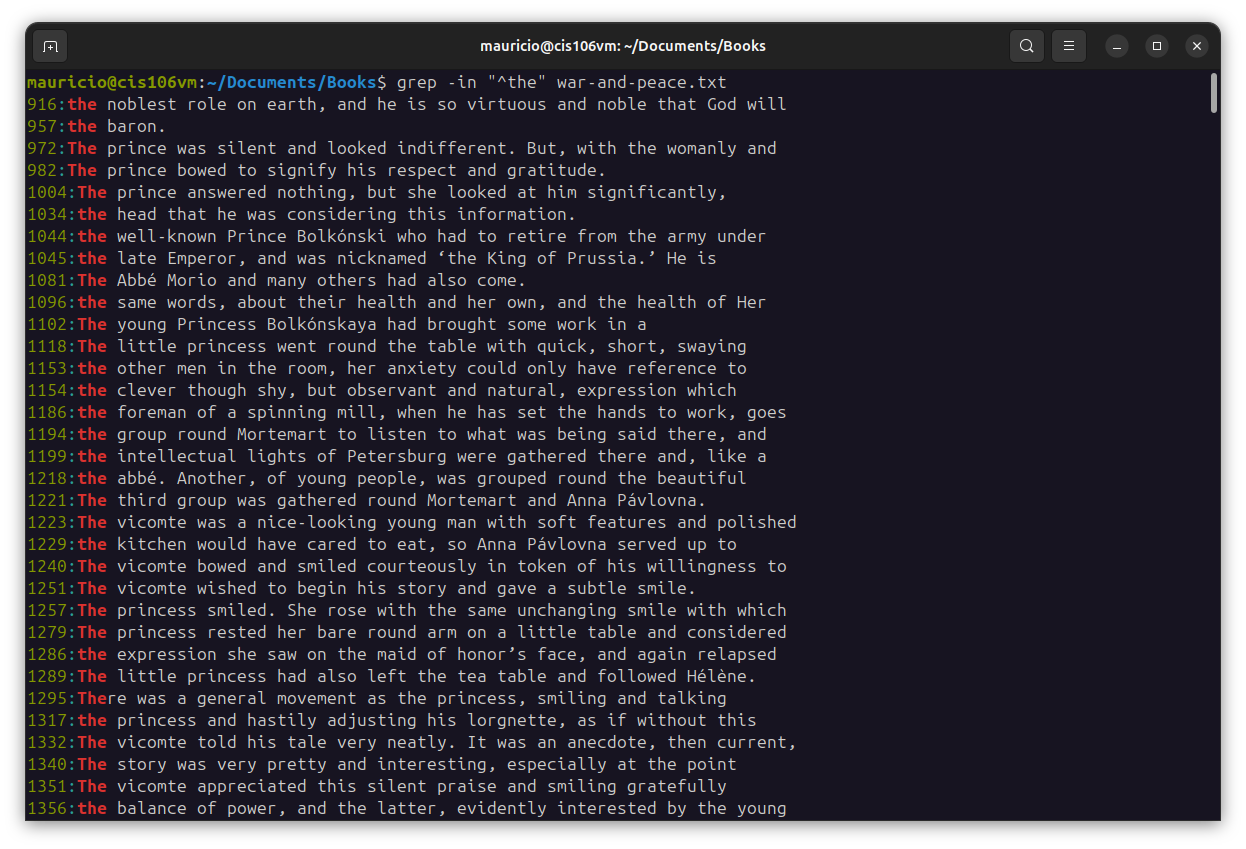 mauricio@cis106vm: ~/Documents/Books
mauricio@cis106vm:~/Documents/Books$ grep -in "^the" war-and-peace.txt
916:the noblest role on earth, and he is so virtuous and noble that God will
957:the baron.
972:The prince was silent and looked indifferent. But, with the womanly and
982:The prince bowed to signify his respect and gratitude.
1004:The prince answered nothing, but she looked at him significantly,
1034:the head that he was considering this information.
1044:the well-known Prince Bolkónski who had to retire from the army under
1045:the late Emperor, and was nicknamed ‘the King of Prussia.’ He is
1081:The Abbé Morio and many others had also come.
1096:the same words, about their health and her own, and the health of Her
1102:The young Princess Bolkónskaya had brought some work in a
1118:The little princess went round the table with quick, short, swaying
1153:the other men in the room, her anxiety could only have reference to
1154:the clever though shy, but observant and natural, expression which
1186:the foreman of a spinning mill, when he has set the hands to work, goes
1194:the group round Mortemart to listen to what was being said there, and
1199:the intellectual lights of Petersburg were gathered there and, like a
1218:the abbé. Another, of young people, was grouped round the beautiful
1221:The third group was gathered round Mortemart and Anna Pávlovna.
1223:The vicomte was a nice-looking young man with soft features and polished
1229:the kitchen would have cared to eat, so Anna Pávlovna served up to
1240:The vicomte bowed and smiled courteously in token of his willingness to
1251:The vicomte wished to begin his story and gave a subtle smile.
1257:The princess smiled. She rose with the same unchanging smile with which
1279:The princess rested her bare round arm on a little table and considered
1286:the expression she saw on the maid of honor’s face, and again relapsed
1289:The little princess had also left the tea table and followed Hélène.
1295:There was a general movement as the princess, smiling and talking
1317:the princess and hastily adjusting his lorgnette, as if without this
1332:The vicomte told his tale very neatly. It was an anecdote, then current,
1340:The story was very pretty and interesting, especially at the point
1351:The vicomte appreciated this silent praise and smiling gratefully
1356:the balance of power, and the latter, evidently interested by the young